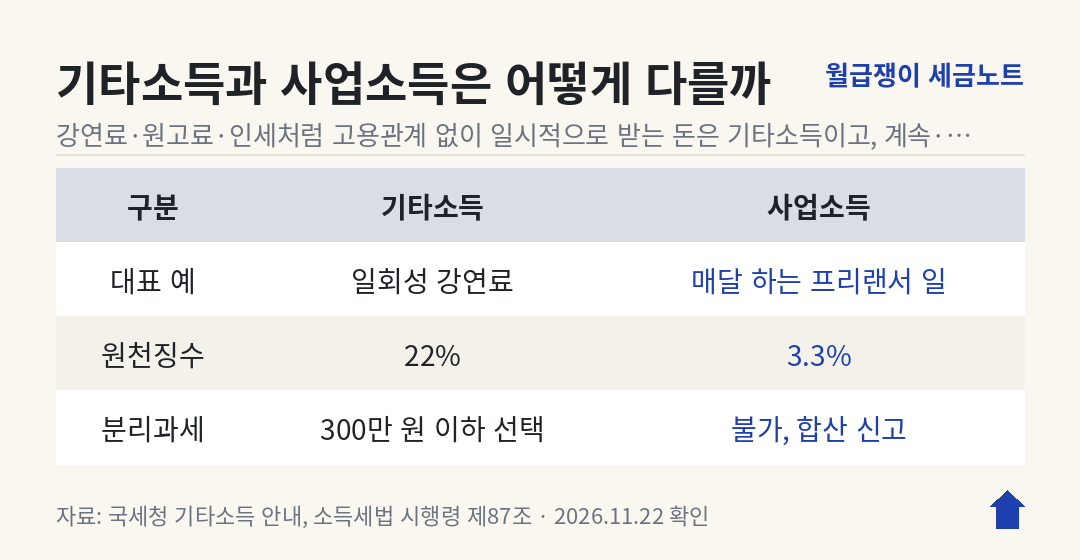 기타소득과 사업소득은 어떻게 다를까
월급쟁이 세금노트
강연료·원고료·인세처럼 고용관계 없이 일시적으로 받는 돈은 기타소득이고, 계속·…
구분 기타소득 사업소득
대표 예 일회성 강연료 매달 하는 프리랜서 일
원천징수 22% 3.3%
분리과세 300만 원 이하 선택 불가, 합산 신고
자료: 국세청 기타소득 안내, 소득세법 시행령 제87조 · 2026.11.22 확인